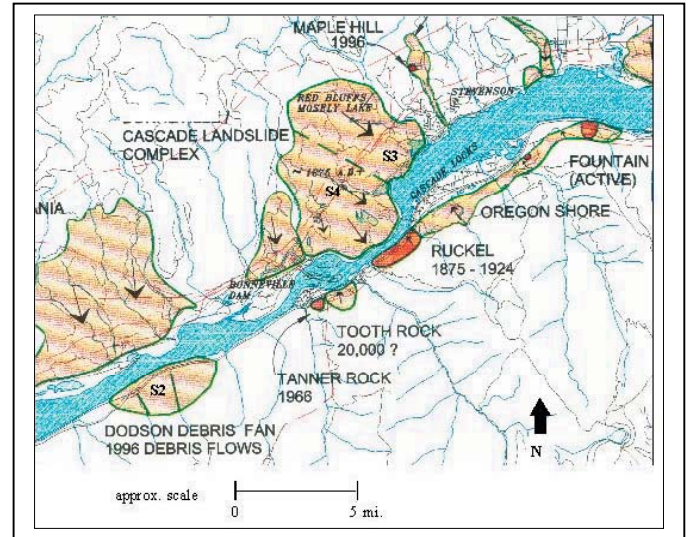 MAPLE HILL
1996
RED BLUFFS/
MOSELY LAKE
STEVENSON
CASCADE LANDSLIDE
COMPLEX
S3
CASCADE LOCKS
FOUNTAIN
(ACTIVE)
S4
ANIA
OREGON SHORE
RUCKEL
1875 - 1924
BONNEVILLE
DAM
TOOTH ROCK
20,000 ?
TANNER ROCK
1966
S2
DODSON DEBRIS FAN
1996 DEBRIS FLOWS
N
approx. scale
0
5 mi.